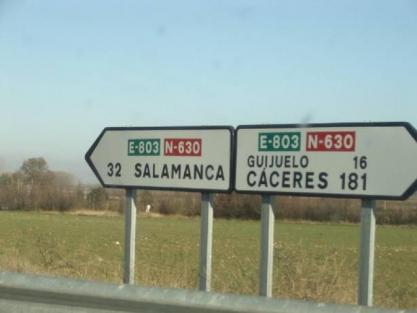 E-803 N-630
32 SALAMANCA
E-803 N-630
GUIJUELO 16
CÁCERES 181